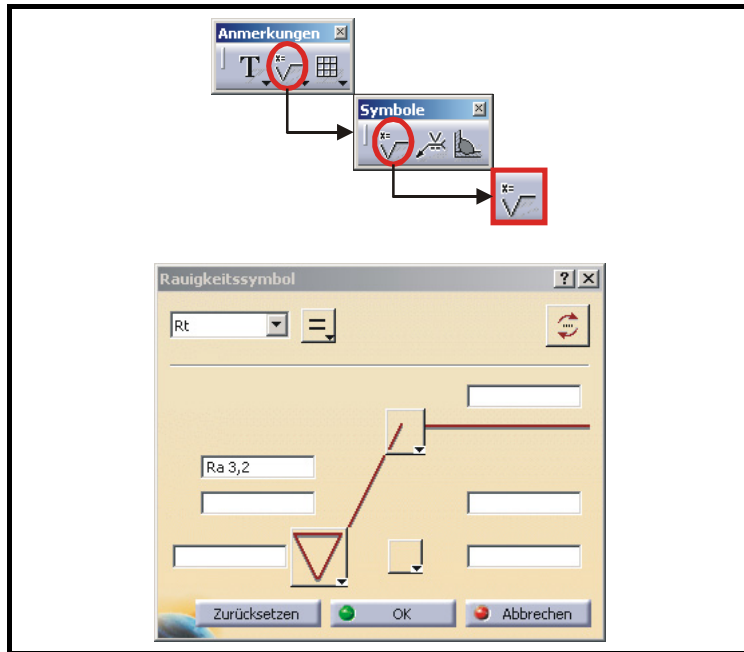 Anmerkungen
T
x=
Symbole
x=
x=
Rauigkeitssymbol
Rt
=
Ra 3,2
Zurücksetzen OK Abbrechen